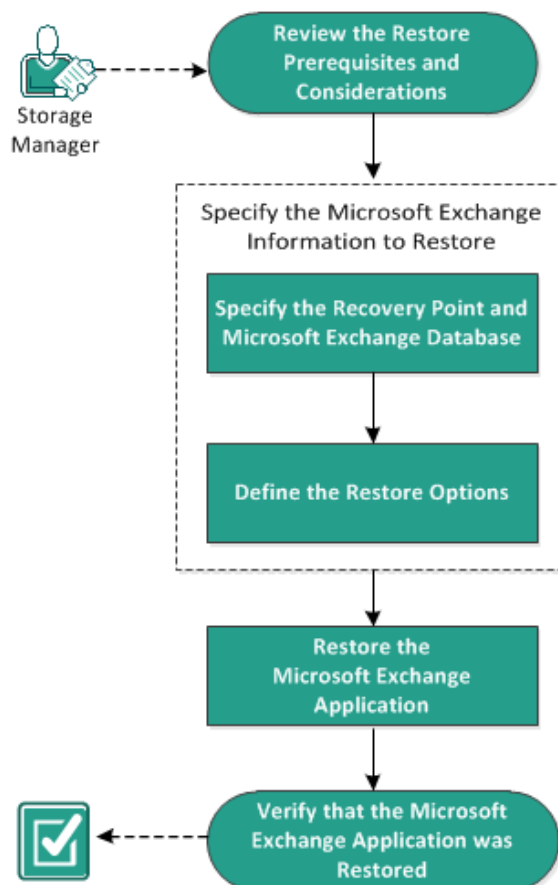 Review the Restore
Prerequisites and
Considerations
Storage
Manager
Specify the Microsoft Exchange
Information to Restore
Specify the Recovery Point and
Microsoft Exchange Database
Define the Restore Options
Restore the
Microsoft Exchange
Application
Verify that the Microsoft
Exchange Application was
Restored